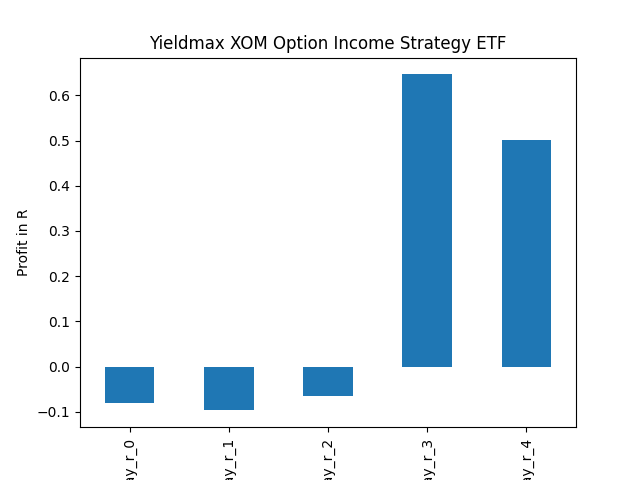 Yieldmax XOM Option Income Strategy ETF
Profit in R
0.6
0.5
0.4
0.3
0.2
0.1
0.0
−0.1
ay_r_0
ay_r_1
ay_r_2
ay_r_3
ay_r_4